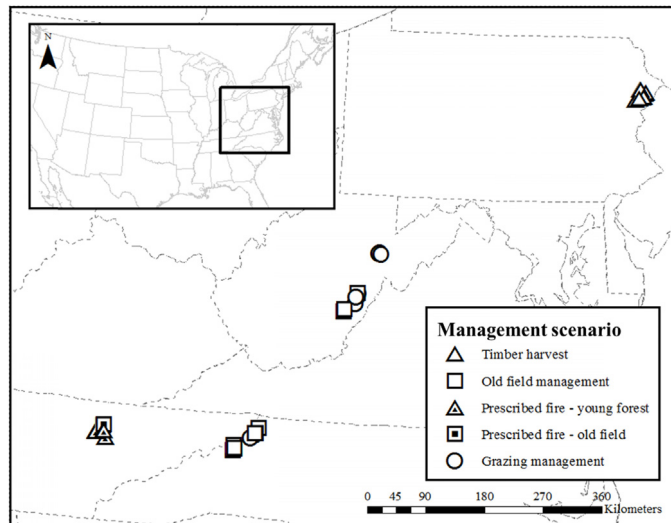 N
Management scenario
Timber harvest
Old field management
Prescribed fire - young forest
Prescribed fire - old field
Grazing management
0 45 90 180 270 360
Kilometers